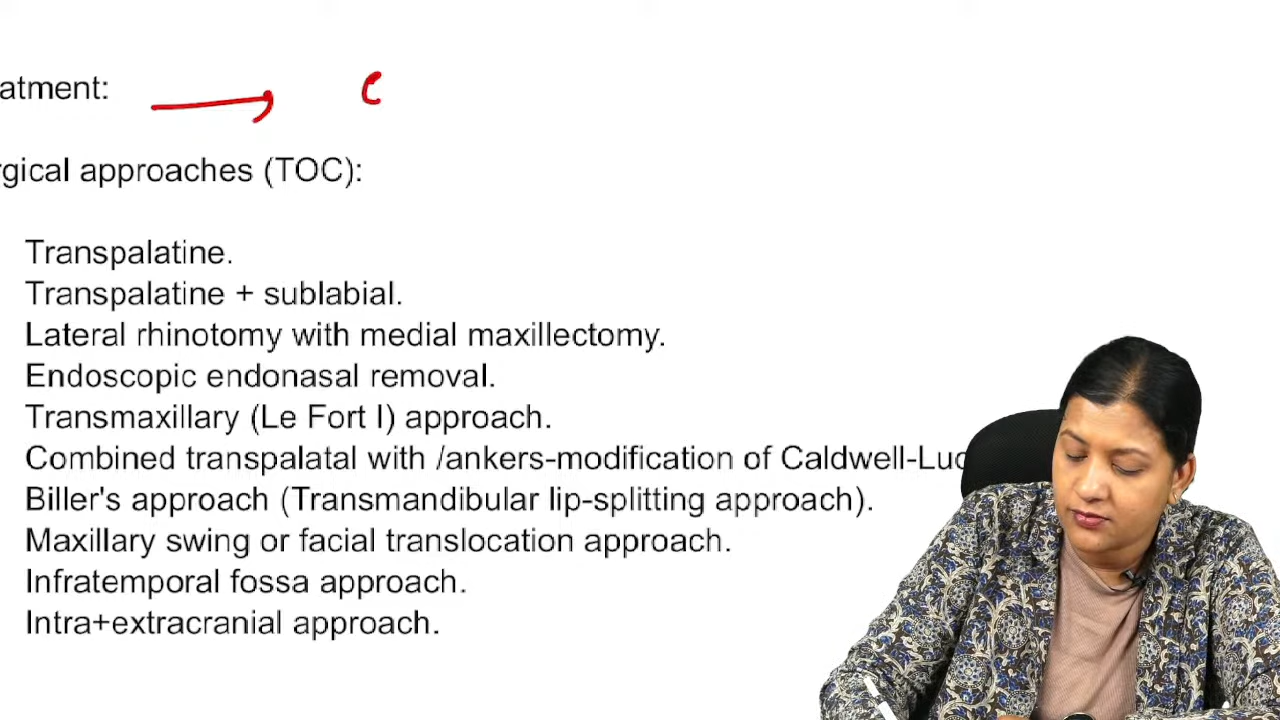 eatment: e
rgical approaches (TOC):
Transpalatine.
Transpalatine + sublabial.
Lateral rhinotomy with medial maxillectomy.
Endoscopic endonasal removal.
Transmaxillary (Le Fort I) approach.
Combined transpalatal with /ankers-modification of Caldwell-Luc
Biller's approach (Transmandibular lip-splitting approach).
Maxillary swing or facial translocation approach.
Infratemporal fossa approach.
Intra+extracranial approach.